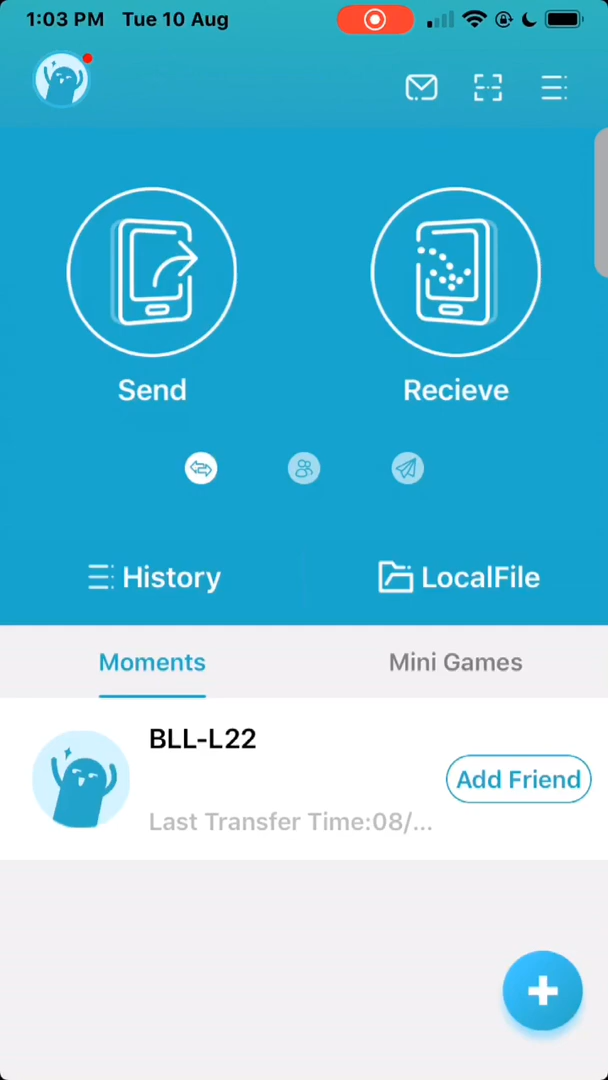 1:03 PM Tue 10 Aug
Send
Recieve
History
LocalFile
Moments
Mini Games
BLL-L22
Add Friend
Last Transfer Time:08/...